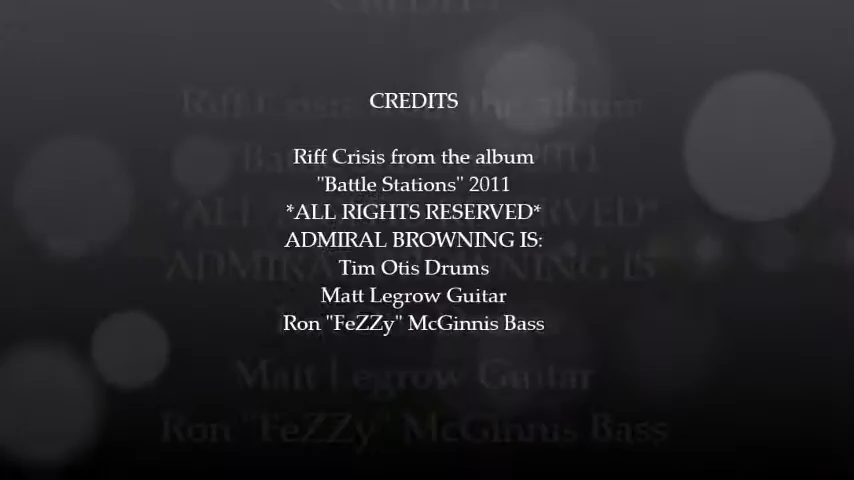 CREDITS
Riff Crisis from the album
"Battle Stations" 2011
*ALL RIGHTS RESERVED*
ADMIRAL BROWNING IS:
Tim Otis Drums
Matt Legrow Guitar
Ron "FeZZy" McGinnis Bass